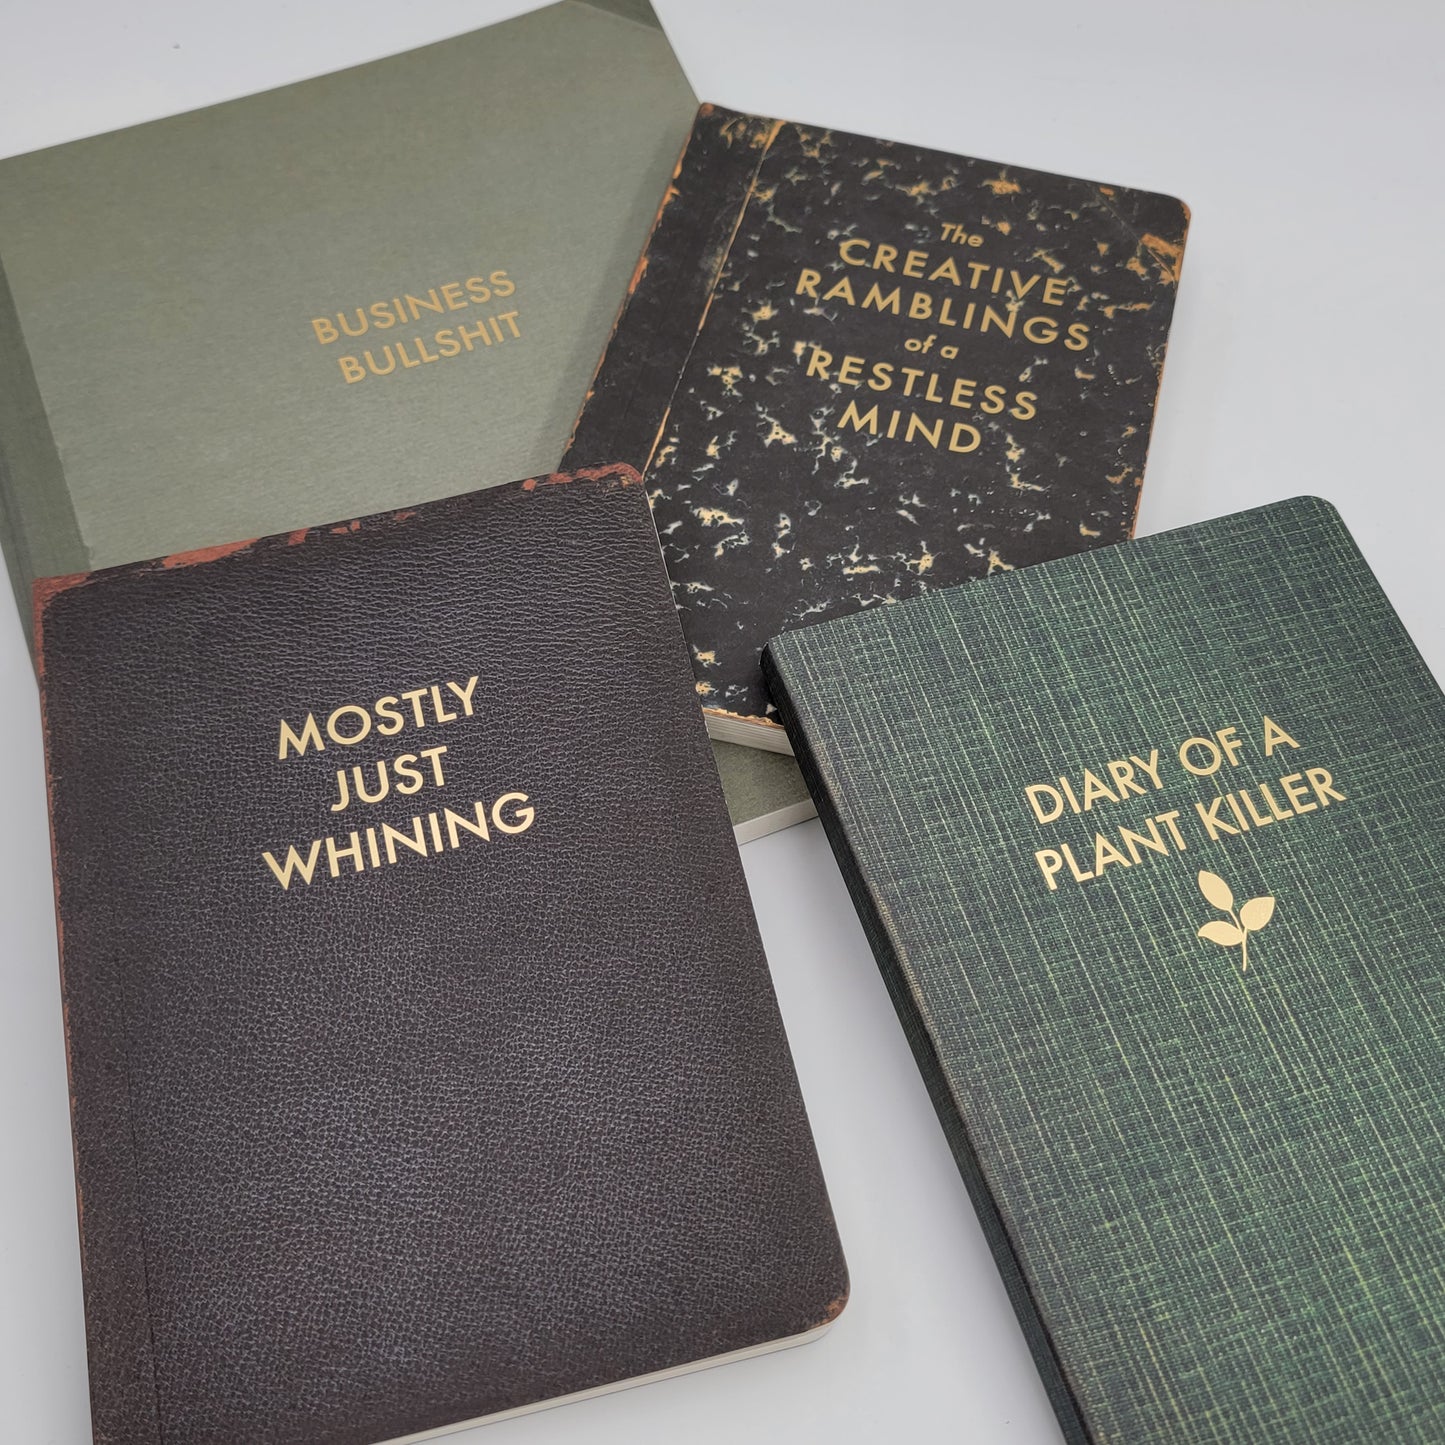 BUSINESS
BULLSHIT
The
CREATIVE
RAMBLINGS
of a
RESTLESS
MIND
MOSTLY
JUST
WHINING
DIARY OF A
PLANT KILLER